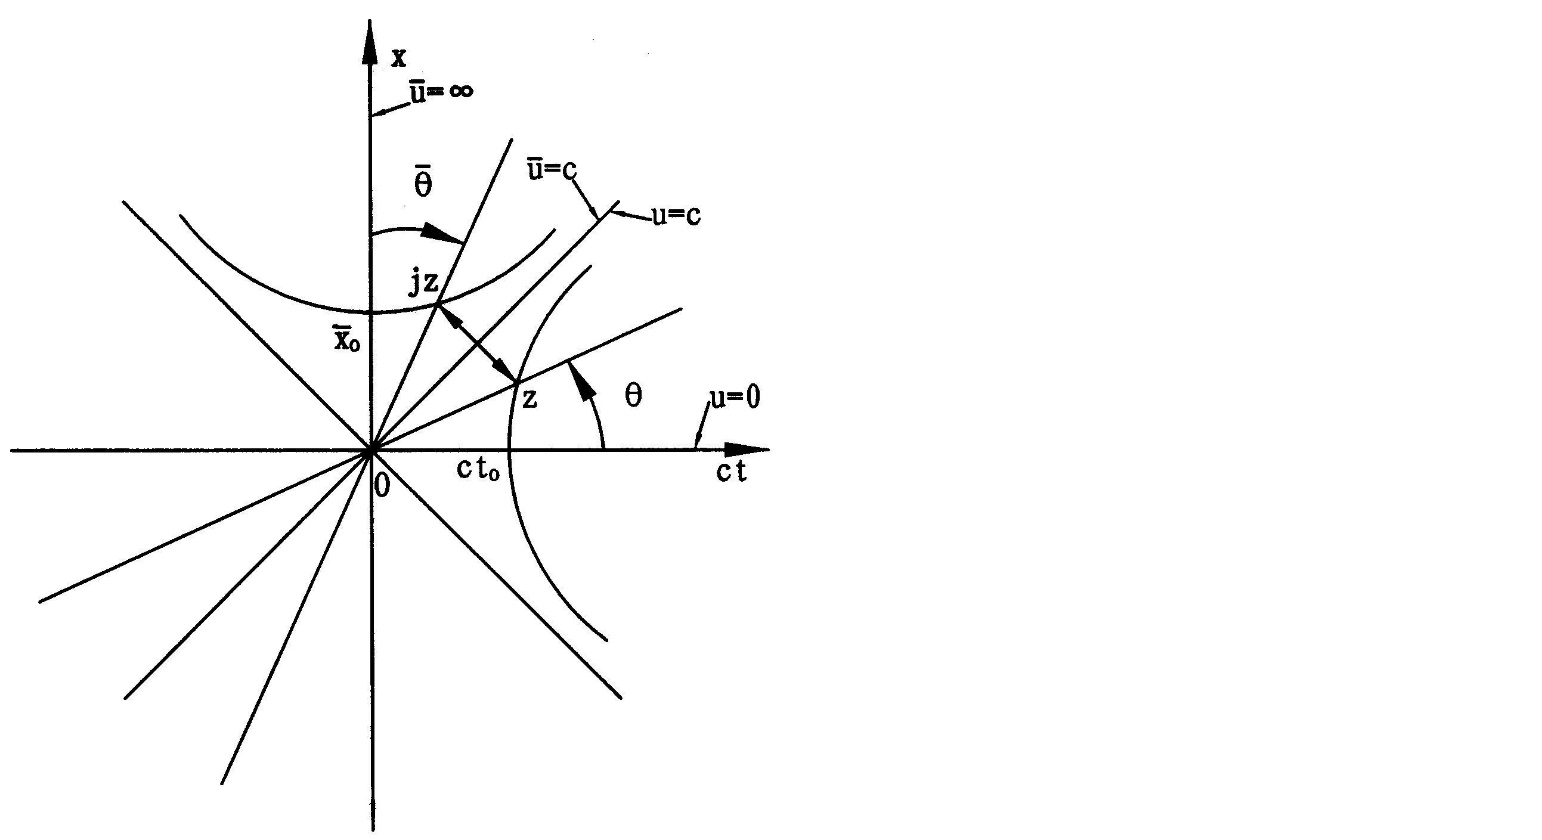 x
ū=∞
θ̄
ū=c
u=c
jz
x̄₀
z
θ
u=0
ct₀
ct
0